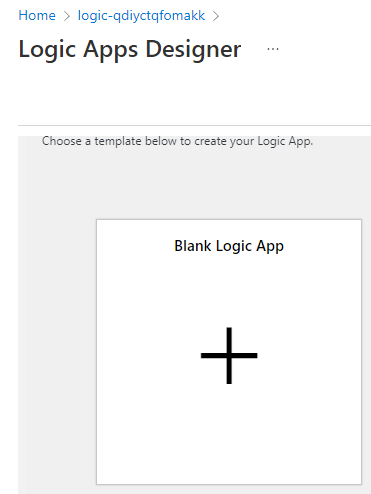 Home > logic-qdiyctqfomakk >
Logic Apps Designer ...
Choose a template below to create your Logic App.
Blank Logic App